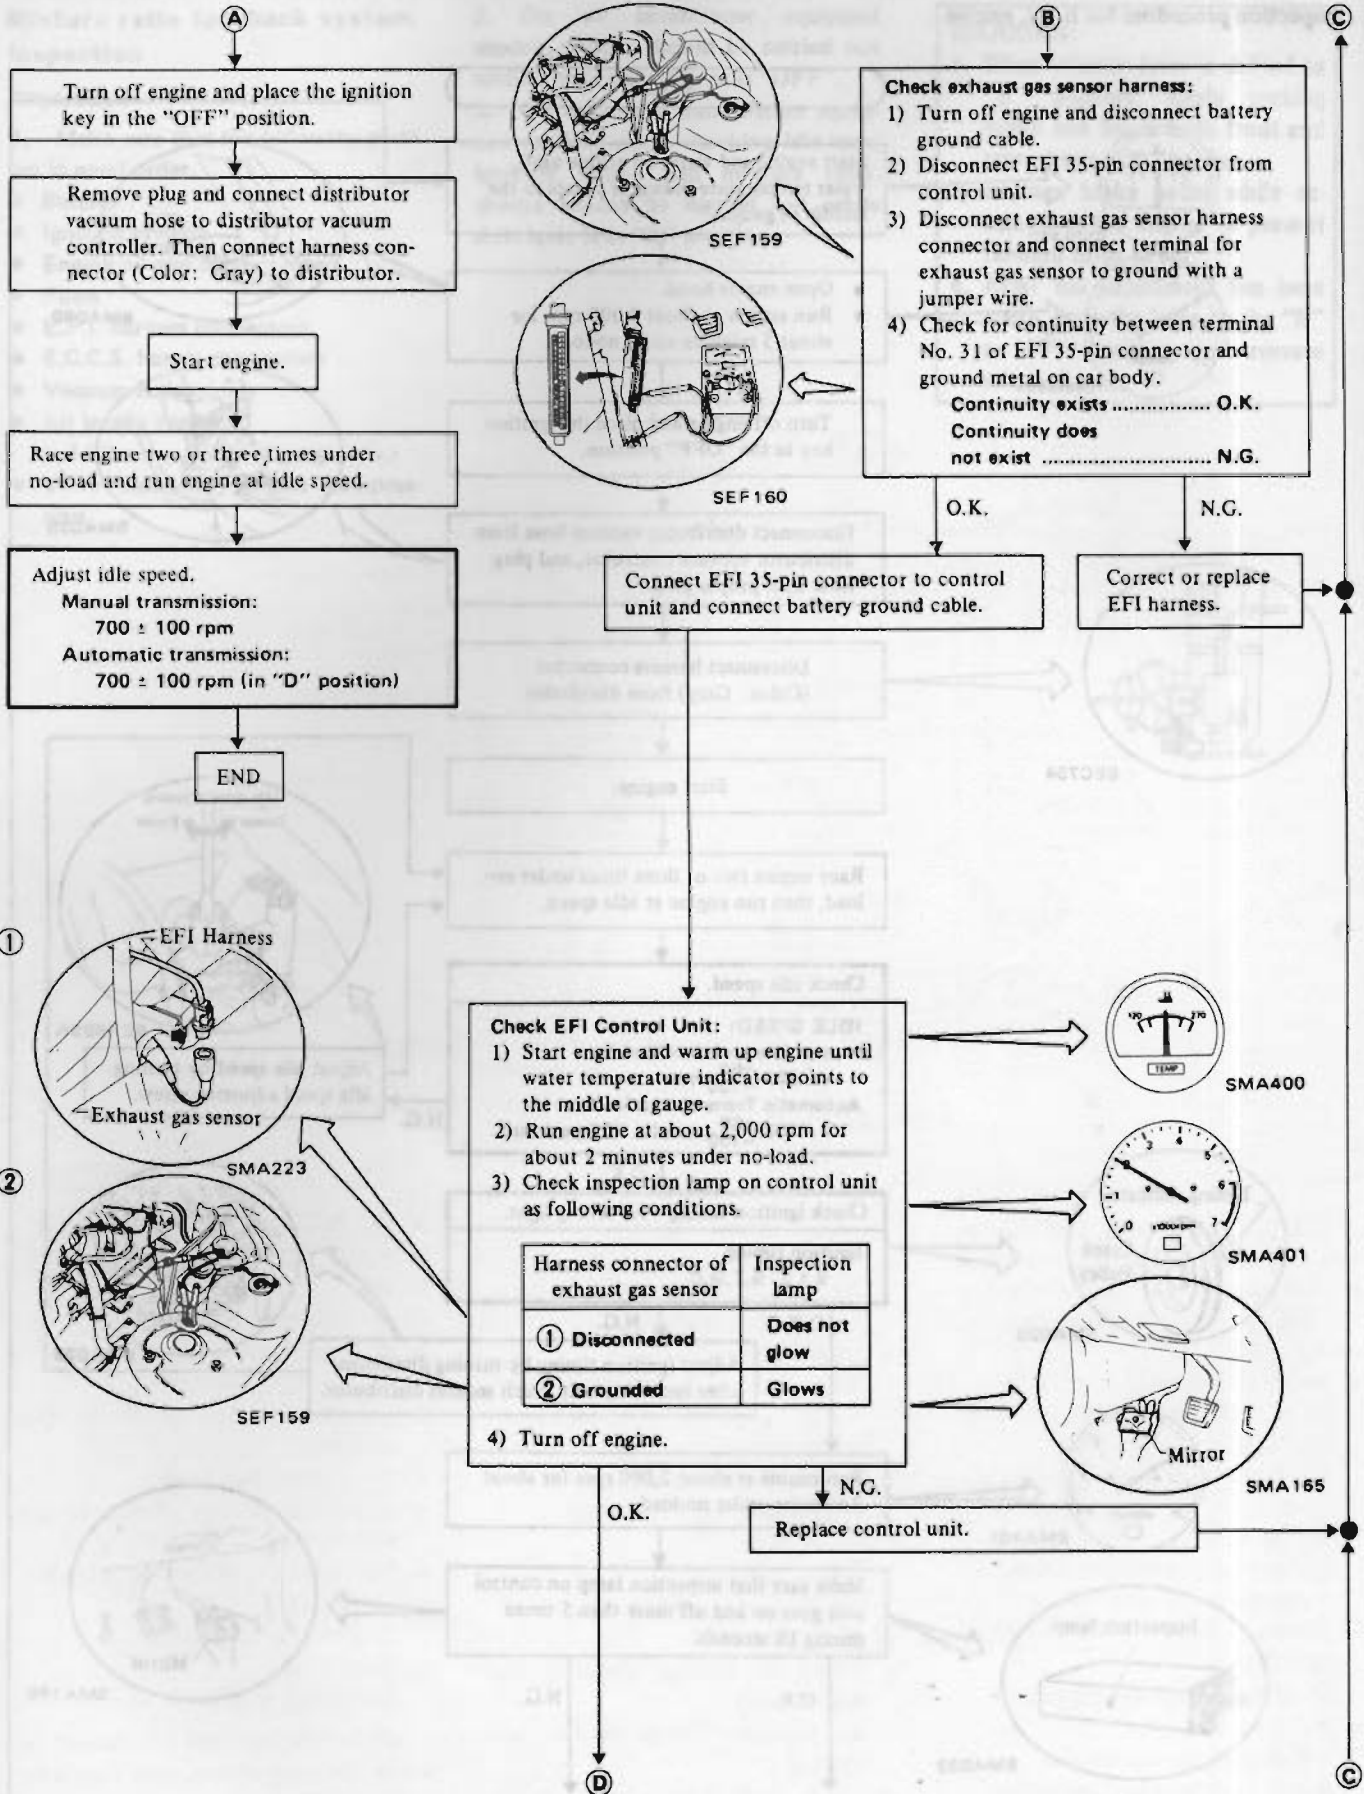 A
Turn off engine and place the ignition
key in the "OFF" position.
Remove plug and connect distributor
vacuum hose to distributor vacuum
controller. Then connect harness con-
nector (Color: Gray) to distributor.
Start engine.
Race engine two or three times under
no-load and run engine at idle speed.
Adjust idle speed.
Manual transmission:
700 ± 100 rpm
Automatic transmission:
700 ± 100 rpm (in "D" position)
END
SEF159
SEF160
B
Check exhaust gas sensor harness:
1) Turn off engine and disconnect battery
ground cable.
2) Disconnect EFI 35-pin connector from
control unit.
3) Disconnect exhaust gas sensor harness
connector and connect terminal for
exhaust gas sensor to ground with a
jumper wire.
4) Check for continuity between terminal
No. 31 of EFI 35-pin connector and
ground metal on car body.
Continuity exists ................ O.K.
Continuity does
not exist ............................ N.G.
C
O.K.
N.G.
Connect EFI 35-pin connector to control
unit and connect battery ground cable.
Correct or replace
EFI harness.
1
EFI Harness
Exhaust gas sensor
SMA223
2
SEF159
Check EFI Control Unit:
1) Start engine and warm up engine until
water temperature indicator points to
the middle of gauge.
2) Run engine at about 2,000 rpm for
about 2 minutes under no-load.
3) Check inspection lamp on control unit
as following conditions.
Harness connector of
exhaust gas sensor
Inspection
lamp
1 Disconnected
Does not
glow
2 Grounded
Glows
4) Turn off engine.
TEMP
SMA400
SMA401
Mirror
SMA165
O.K.
N.G.
Replace control unit.
D
C